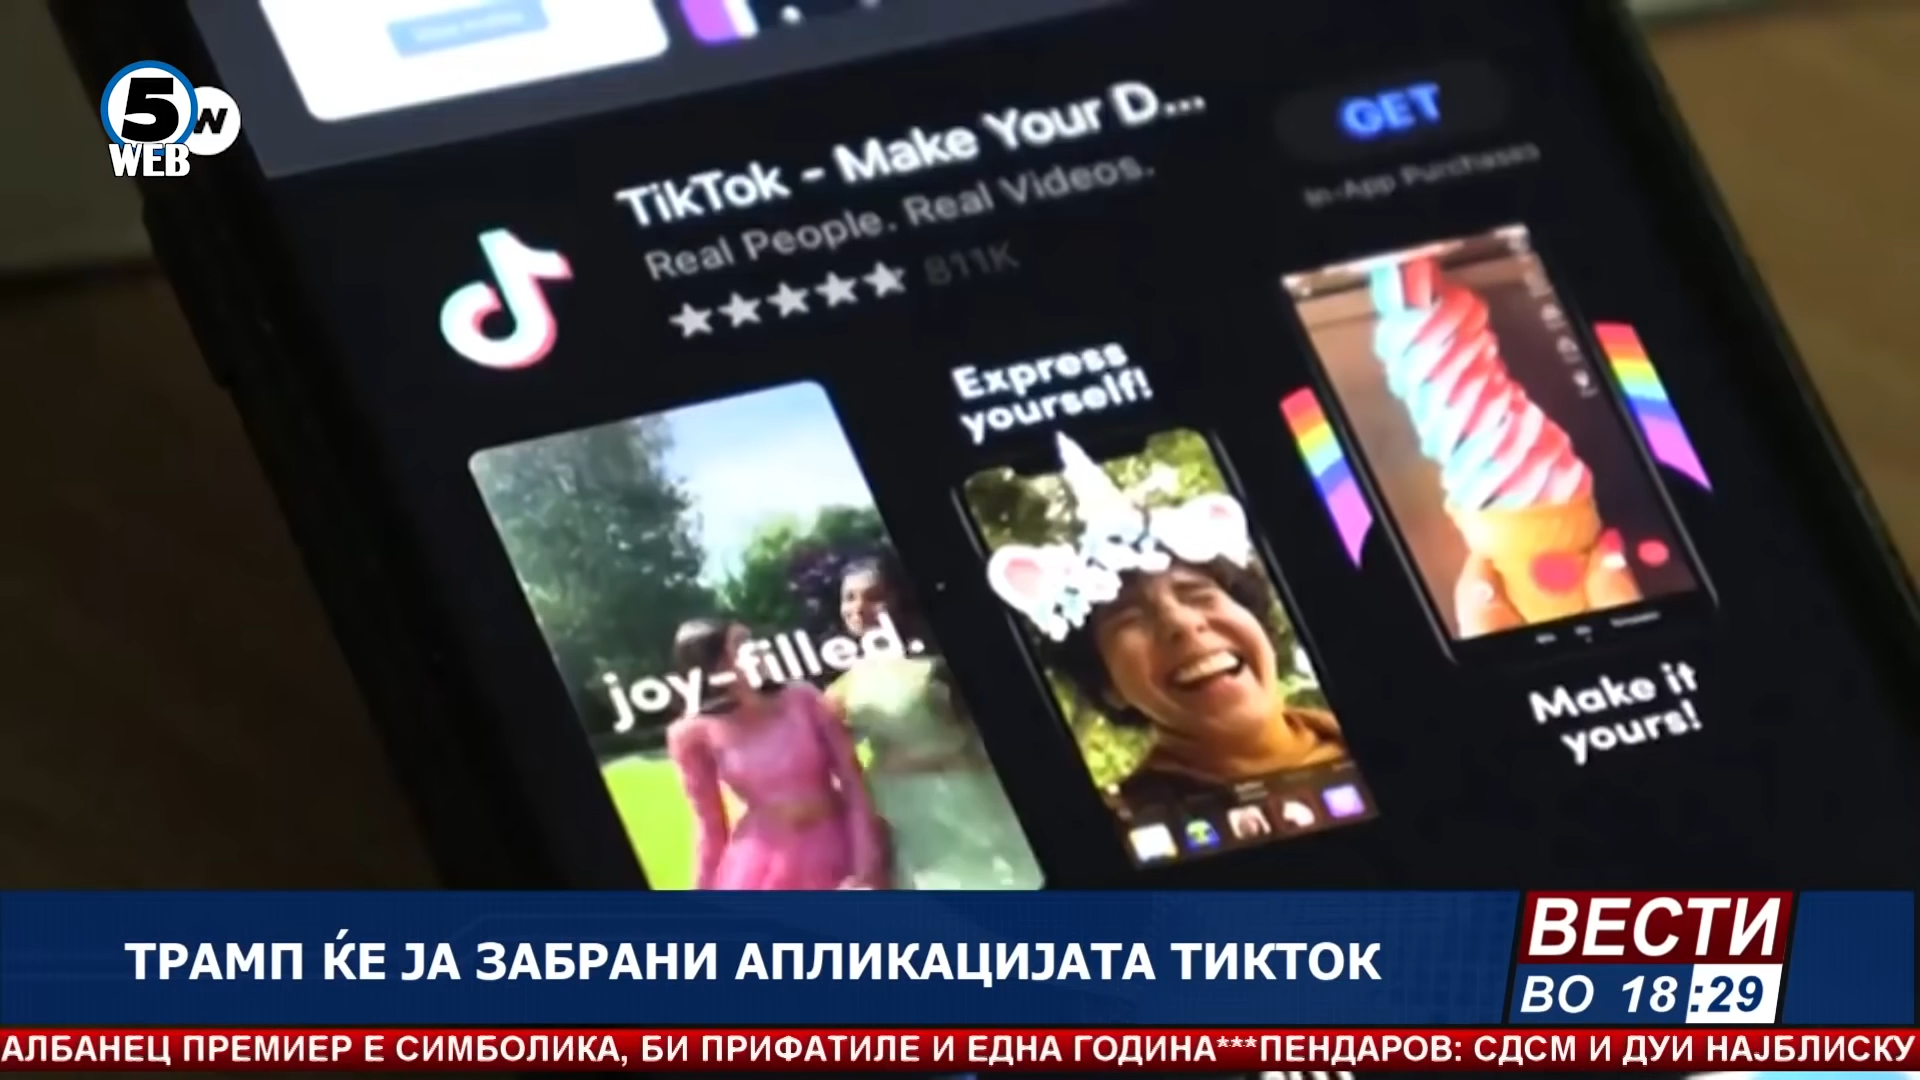 5
W
WEB
TikTok - Make Your D...
GET
Real People. Real Videos.
In-App Purchases
811K
Express
yourself!
joy-filled.
Make it
yours!
ТРАМП ЌЕ ЈА ЗАБРАНИ АПЛИКАЦИЈАТА ТИКТОК
ВЕСТИ
ВО 18:29
АЛБАНЕЦ ПРЕМИЕР Е СИМБОЛИКА, БИ ПРИФАТИЛЕ И ЕДНА ГОДИНА***ПЕНДАРОВ: СДСМ И ДУИ НАЈБЛИСКУ